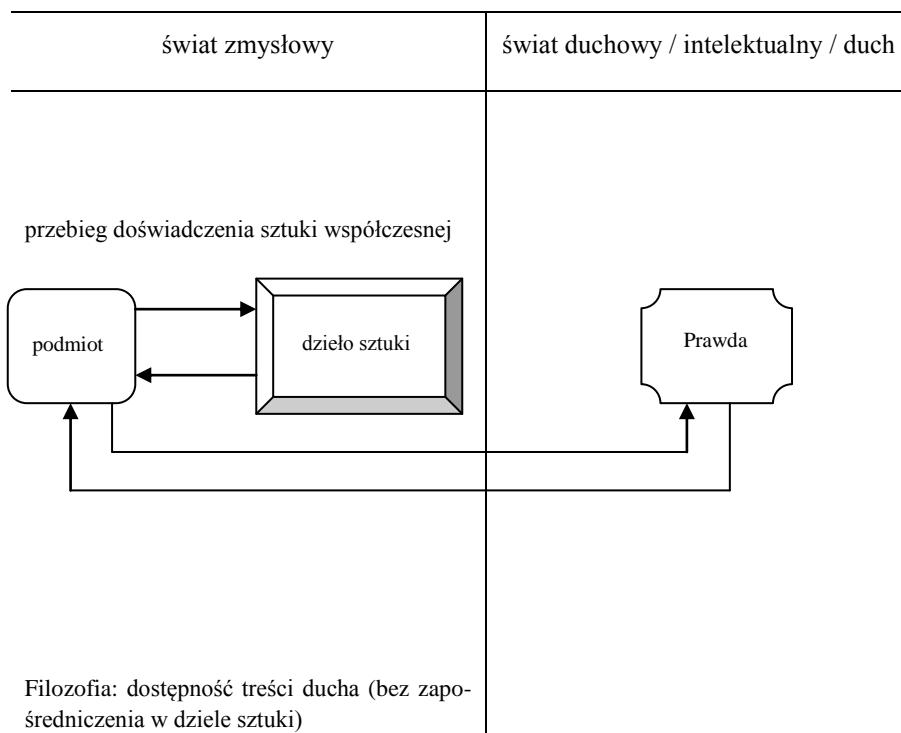 świat zmysłowy
świat duchowy / intelektualny / duch
przebieg doświadczenia sztuki współczesnej
podmiot
dzieło sztuki
Prawda
Filozofia: dostępność treści ducha (bez zapo-
średniczenia w dziele sztuki)